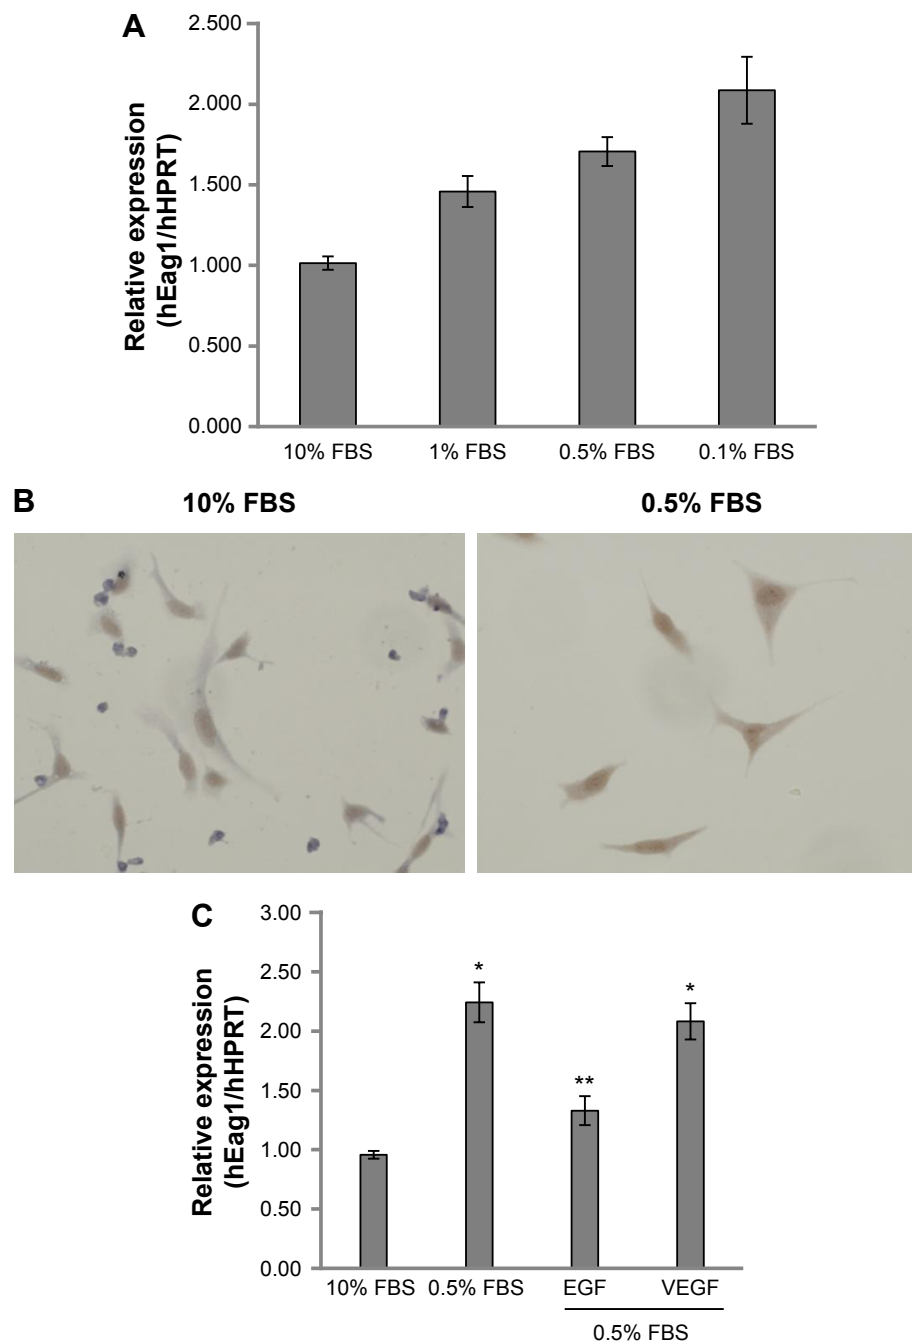 A
2.500
2.000
1.500
1.000
0.500
0.000
Relative expression
(hEag1/hHPRT)
10% FBS 1% FBS 0.5% FBS 0.1% FBS
B 10% FBS 0.5% FBS
C
3.00
2.50
2.00
1.50
1.00
0.50
0.00
Relative expression
(hEag1/hHPRT)
*
**
*
10% FBS 0.5% FBS EGF VEGF
0.5% FBS